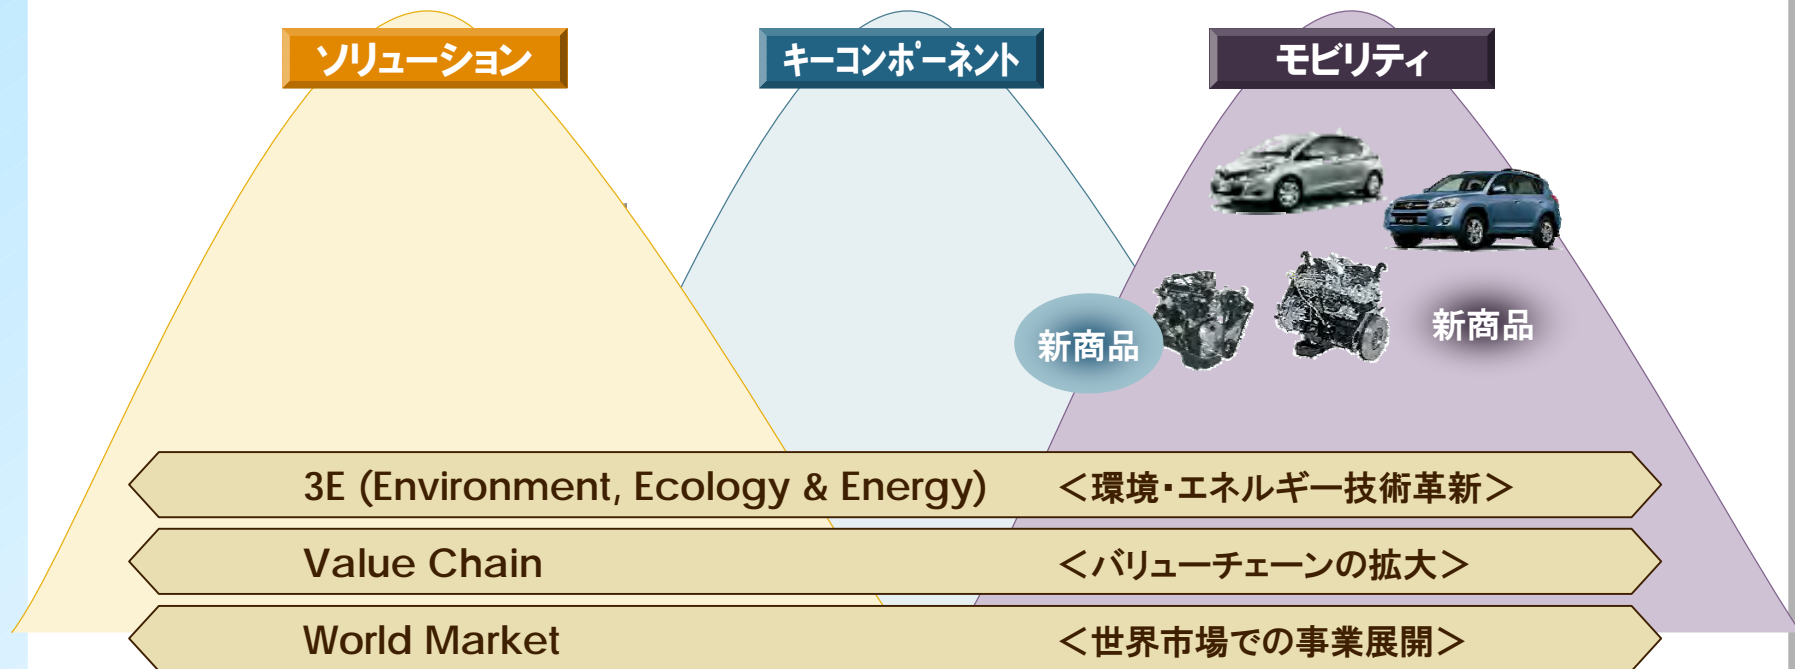 ソリューション
キーコンポーネント
モビリティ
新商品
新商品
3E (Environment, Ecology & Energy) ＜環境・エネルギー技術革新＞
Value Chain ＜バリューチェーンの拡大＞
World Market ＜世界市場での事業展開＞